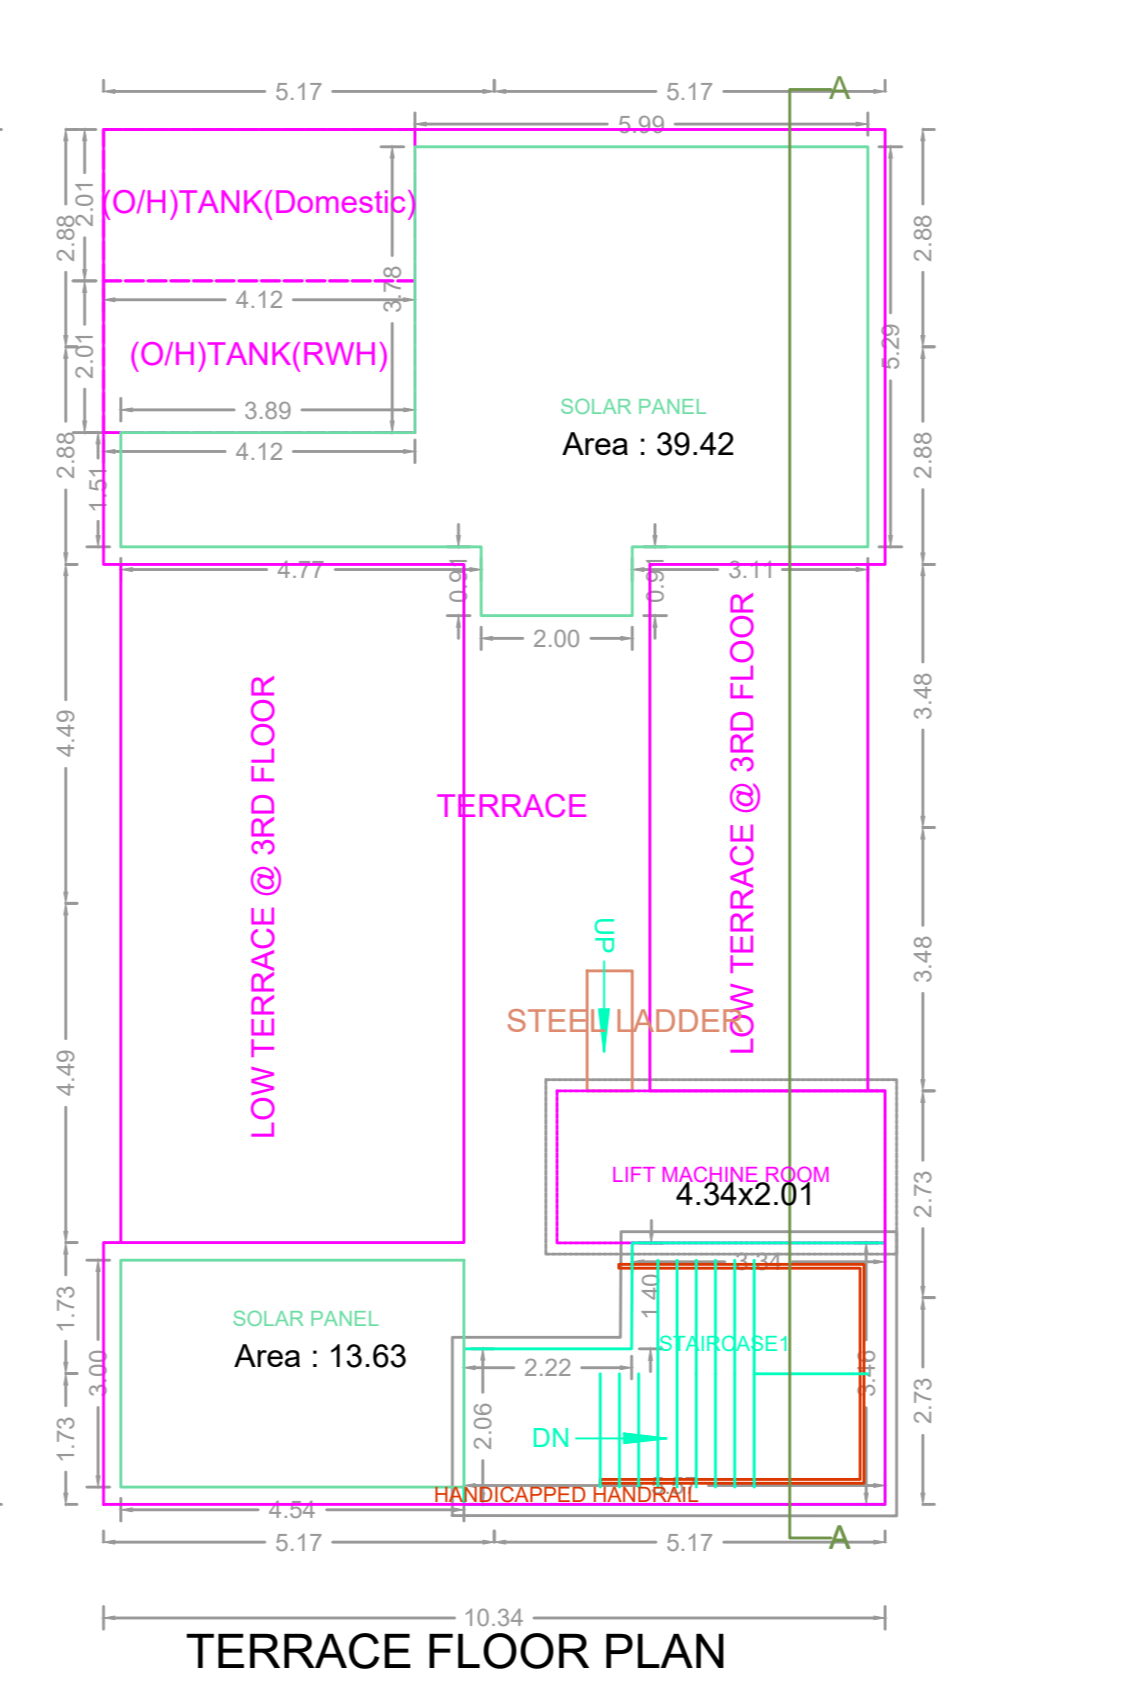 5.17
5.17
A
5.99
2.01
2.88
(O/H)TANK(Domestic)
2.88
3.78
4.12
2.01
(O/H)TANK(RWH)
5.29
3.89
SOLAR PANEL
Area : 39.42
4.12
2.88
2.88
1.51
4.77
0.91
0.91
3.11
2.00
LOW TERRACE @ 3RD FLOOR
LOW TERRACE @ 3RD FLOOR
3.48
4.49
TERRACE
UP
3.48
STEEL LADDER
4.49
LIFT MACHINE ROOM
4.34x2.01
2.73
3.34
1.40
1.73
SOLAR PANEL
Area : 13.63
STAIRCASE1
3.00
2.22
3.46
2.73
2.06
DN
1.73
HANDICAPPED HANDRAIL
4.54
5.17
5.17
A
10.34
TERRACE FLOOR PLAN